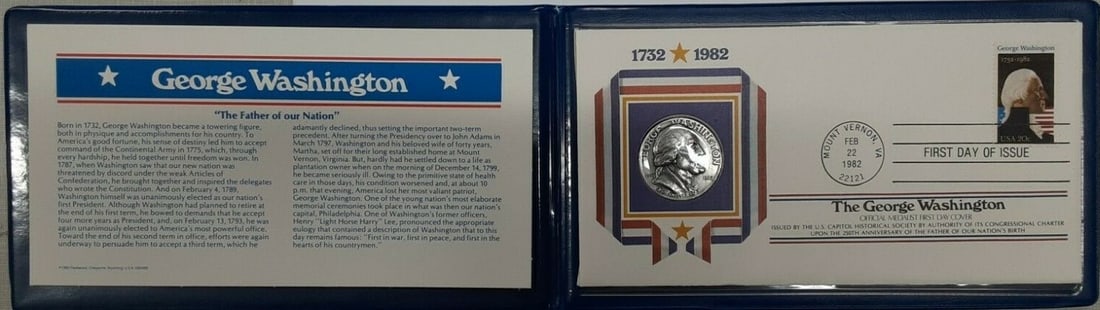 George Washington
"The Father of our Nation"
Born in 1732, George Washington became a towering figure,
both in physique and accomplishments for his country. To
America's good fortune, his sense of destiny led him to accept
command of the Continental Army in 1775, which, through
every hardship, he held together until freedom was won. In
1787, when Washington saw that our new nation was
threatened by discord under the weak Articles of
Confederation, he brought together and inspired the delegates
who wrote the Constitution. And on February 4, 1789,
Washington himself was unanimously elected as our nation's
first President. Although Washington had planned to retire at
the end of his first term, he bowed to demands that he accept
four more years as President, and, on February 13, 1793, he was
again unanimously elected to America's most powerful office.
Toward the end of his second term in office, efforts were again
underway to persuade him to accept a third term, which he
adamantly declined, thus setting the important two-term
precedent. After turning the Presidency over to John Adams in
March 1797, Washington and his beloved wife of forty years,
Martha, set off for their long established home at Mount
Vernon, Virginia. But, hardly had he settled down to a life as
plantation owner when on the morning of December 14, 1799,
he became seriously ill. Owing to the primitive state of health
care in those days, his condition worsened and, at about 10
p.m. that evening, America lost her most valiant patriot,
George Washington. One of the young nation's most elaborate
memorial ceremonies took place in what was then our nation's
capital, Philadelphia. One of Washington's former officers,
Henry "Light Horse Harry" Lee, pronounced the appropriate
eulogy that contained a description of Washington that to this
day remains famous: "First in war, first in peace, and first in the
hearts of his countrymen."
1732 1982
GEORGE WASHINGTON
George Washington
1732-1982
USA 20c
MOUNT VERNON, VA
FEB
22
1982
22121
FIRST DAY OF ISSUE
The George Washington
OFFICIAL MEDALIST FIRST DAY COVER
ISSUED BY THE U.S. CAPITOL HISTORICAL SOCIETY BY AUTHORITY OF ITS CONGRESSIONAL CHARTER
UPON THE 250TH ANNIVERSARY OF THE FATHER OF OUR NATION'S BIRTH